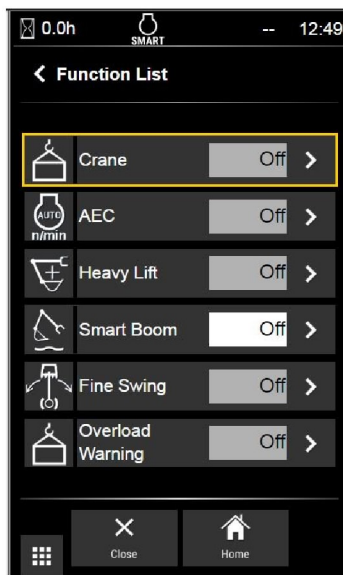 0.0h
SMART
--
12:49
Function List
Crane Off
AUTO
n/min
AEC Off
Heavy Lift Off
Smart Boom Off
Fine Swing Off
Overload
Warning
Off
Close
Home